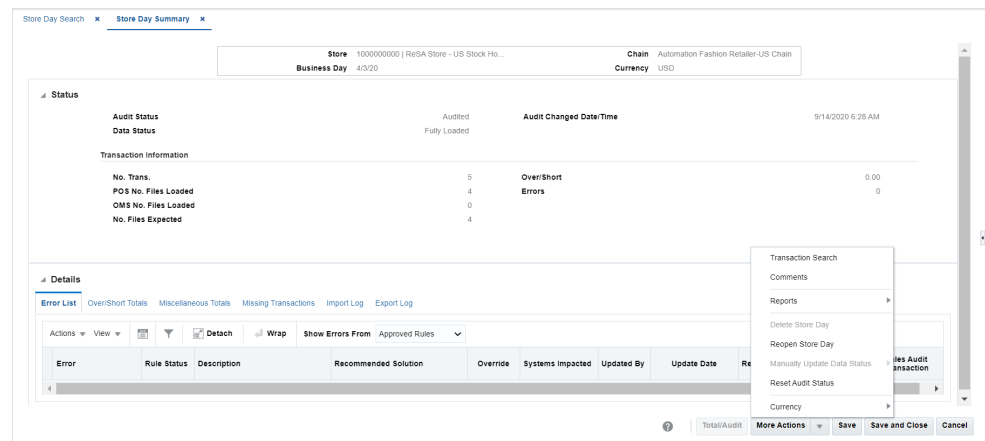 Store Day Search × Store Day Summary ×
Store 1000000000 | ReSA Store - US Stock Ho... Chain Automation Fashion Retailer-US Chain
Business Day 4/3/20 Currency USD
Status
Audit Status Audited Audit Changed Date/Time 9/14/2020 6:28 AM
Data Status Fully Loaded
Transaction Information
No. Trans. 5 Over/Short 0.00
POS No. Files Loaded 4 Errors 0
OMS No. Files Loaded 0
No. Files Expected 4
Transaction Search
Comments
Reports
Delete Store Day
Reopen Store Day
Manually Update Data Status
Reset Audit Status
Currency
Details
Error List Over/Short Totals Miscellaneous Totals Missing Transactions Import Log Export Log
Actions View Detach Wrap Show Errors From Approved Rules
Error Rule Status Description Recommended Solution Override Systems Impacted Updated By Update Date
? Total/Audit More Actions Save Save and Close Cancel